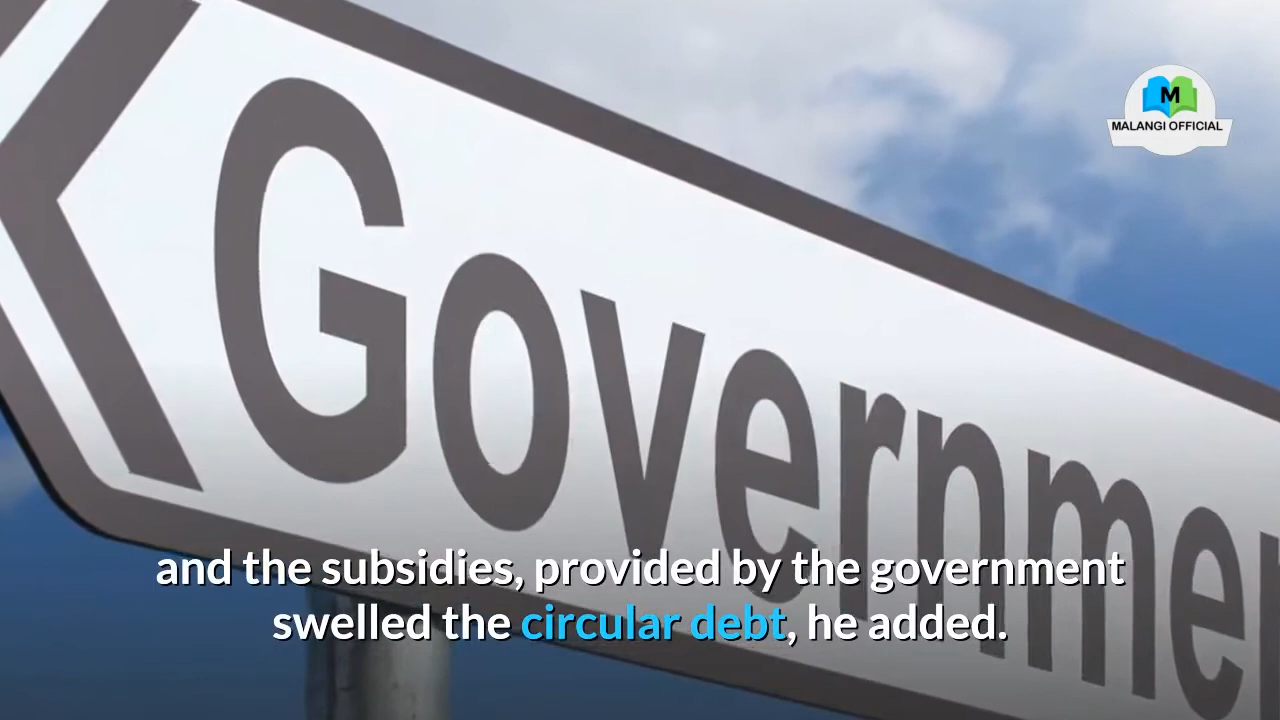 M
MALANGI OFFICIAL
Governme
and the subsidies, provided by the government
swelled the circular debt, he added.